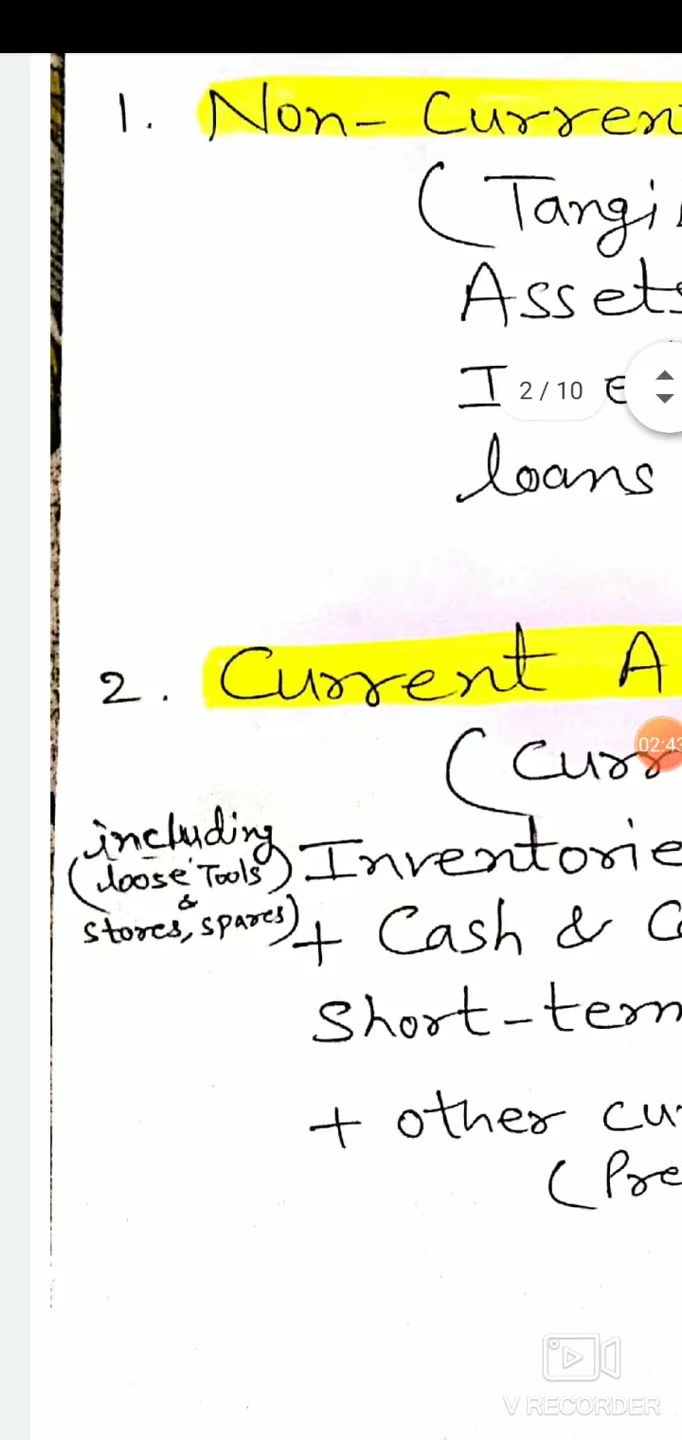 1. Non- Curren
( Tangi
Assets
I 2 / 10 E
loans
2. Current A
( Curr
02:43
including
( loose Tools ) Inventorie
&
stores, spares) + Cash & C
Short-term
+ other cu
( Pre
V RECORDER